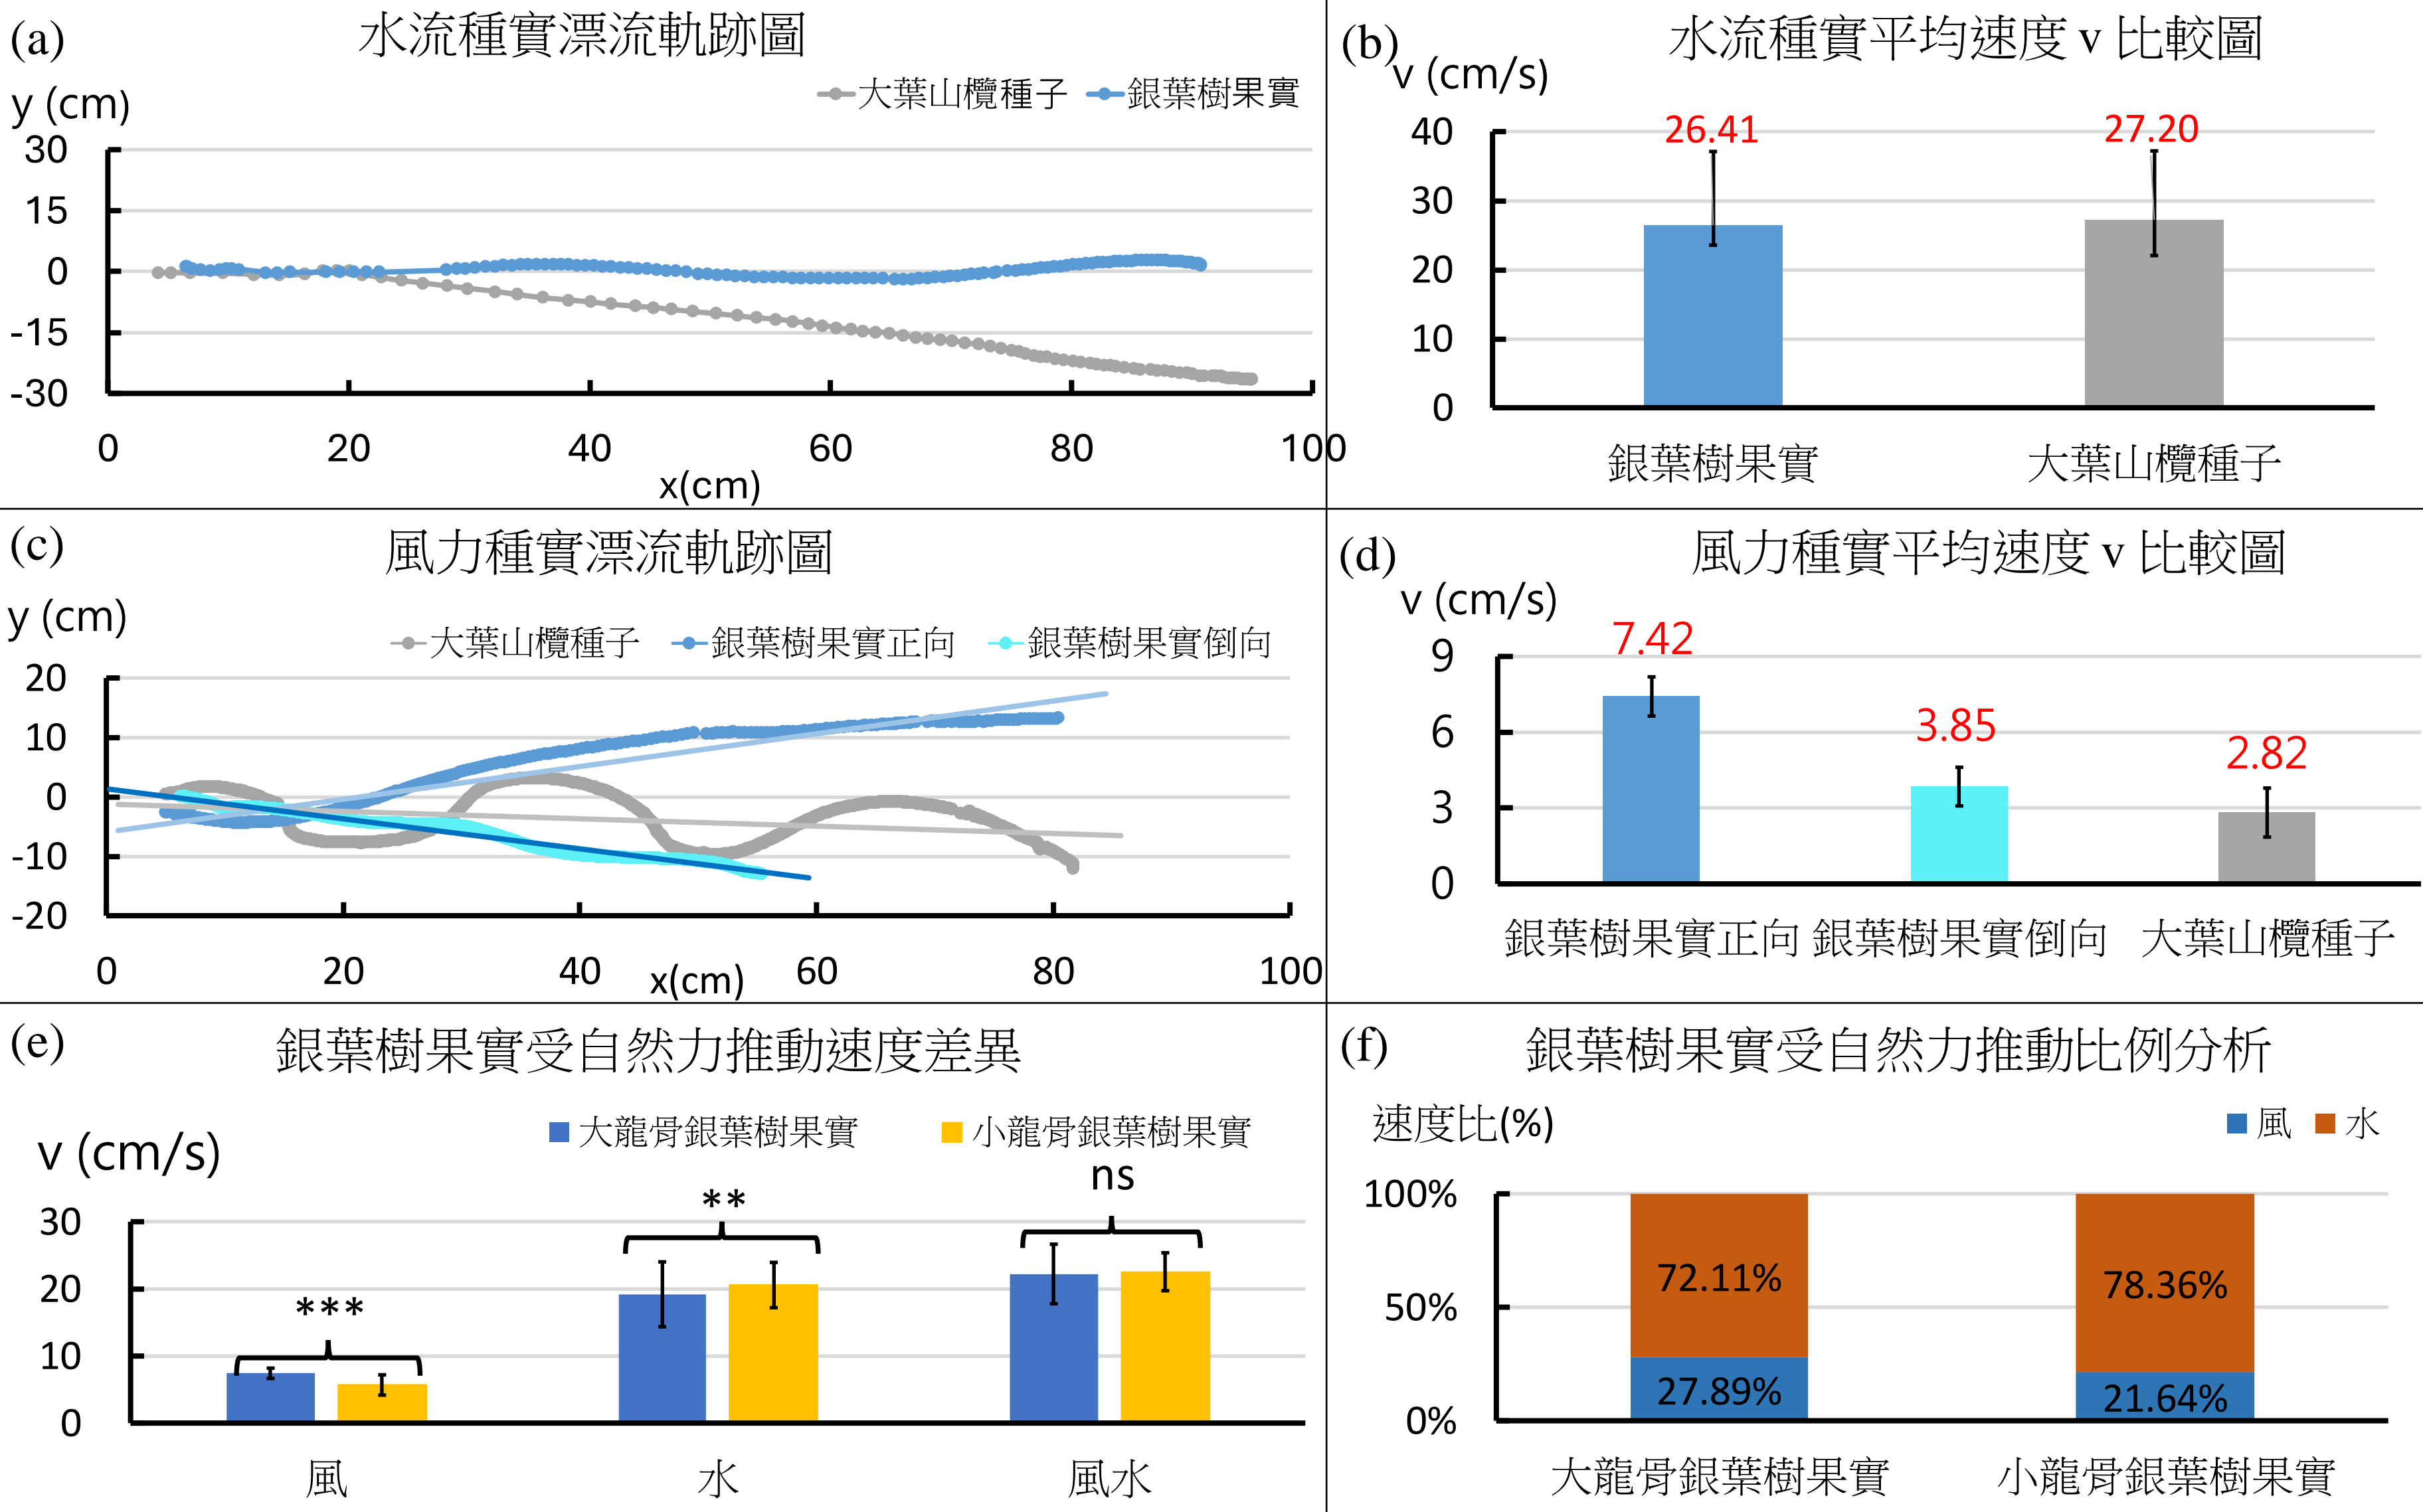 (a)
水流種實漂流軌跡圖
大葉山欖種子 銀葉樹果實
y (cm)
30
15
0
-15
-30
0 20 40 60 80 100
x(cm)
(b)
水流種實平均速度 v 比較圖
v (cm/s)
40
30
20
10
0
26.41 27.20
銀葉樹果實 大葉山欖種子
(c)
風力種實漂流軌跡圖
y (cm)
大葉山欖種子 銀葉樹果實正向 銀葉樹果實倒向
20
10
0
-10
-20
0 20 40 60 80 100
x(cm)
(d)
風力種實平均速度 v 比較圖
v (cm/s)
9
6
3
0
7.42
3.85
2.82
銀葉樹果實正向 銀葉樹果實倒向 大葉山欖種子
(e)
銀葉樹果實受自然力推動速度差異
大龍骨銀葉樹果實 小龍骨銀葉樹果實
v (cm/s)
30
20
10
0
***
**
ns
風 水 風水
(f)
銀葉樹果實受自然力推動比例分析
速度比(%)
風 水
100%
50%
0%
72.11% 78.36%
27.89% 21.64%
大龍骨銀葉樹果實 小龍骨銀葉樹果實